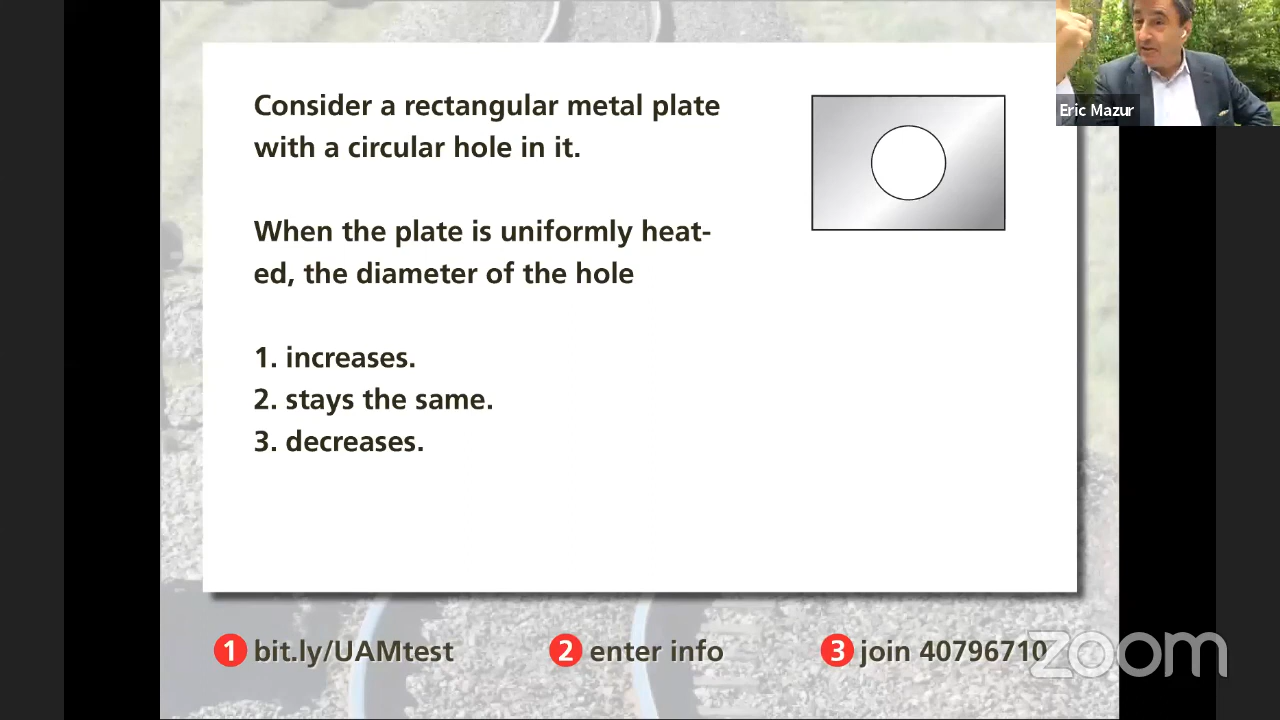 Consider a rectangular metal plate
with a circular hole in it.
When the plate is uniformly heat-
ed, the diameter of the hole
1. increases.
2. stays the same.
3. decreases.
Eric Mazur
1 bit.ly/UAMtest
2 enter info
3 join 40796710
zoom